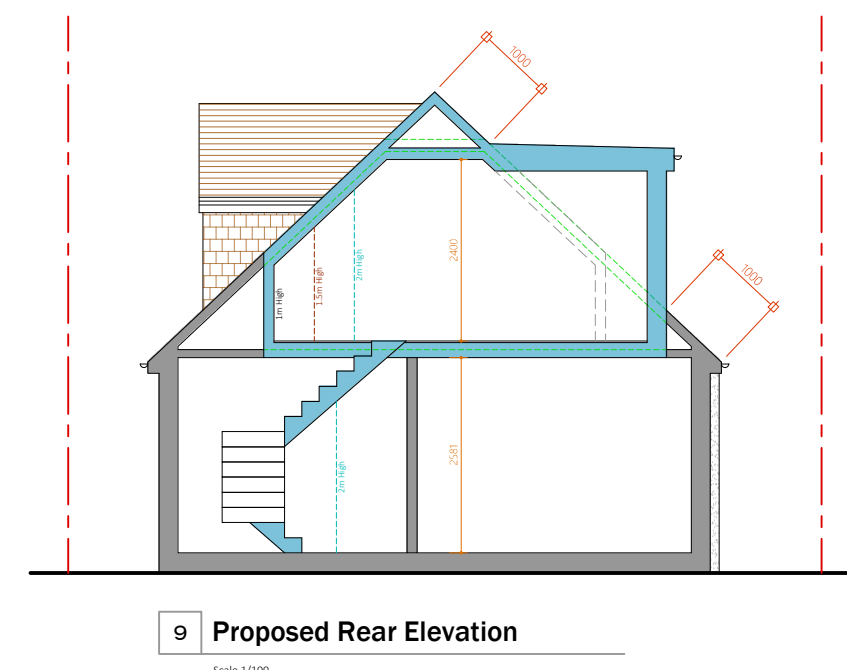 1000
2400
2m High
1.5m High
1m High
1000
2581
2m High
9 Proposed Rear Elevation
Scale 1/100